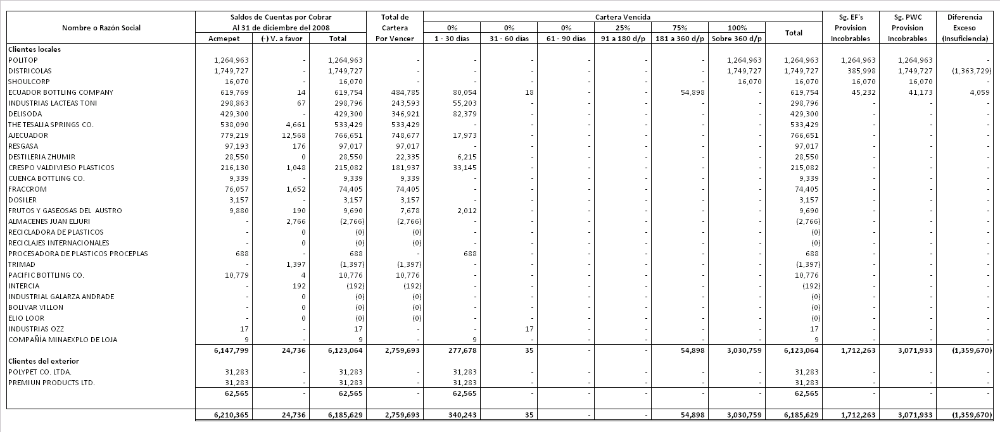 Nombre o Razón Social Saldos de Cuentas por Cobrar Al 31 de diciembre del 2008 Total de Cartera Por Vencer Cartera Vencida Sg. EF's Provision Incobrables Sg. PWC Provision Incobrables Diferencia Exceso (Insuficiencia)
0% 0% 0% 25% 75% 100% Total
Acmepet (-) V. a favor Total 1 - 30 dias 31 - 60 dias 61 - 90 dias 91 a 180 d/p 181 a 360 d/p Sobre 360 d/p
Clientes locales
POLITOP 1,264,963 - 1,264,963 - - - - - - 1,264,963 1,264,963 1,264,963 1,264,963 -
DISTRICOLAS 1,749,727 - 1,749,727 - - - - - - 1,749,727 1,749,727 385,998 1,749,727 (1,363,729)
SHOULCORP 16,070 - 16,070 - - - - - - 16,070 16,070 16,070 16,070 -
ECUADOR BOTTLING COMPANY 619,769 14 619,754 484,785 80,054 18 - - 54,898 - 619,754 45,232 41,173 4,059
INDUSTRIAS LACTEAS TONI 298,863 67 298,796 243,593 55,203 - - - - - 298,796 - - -
DELISODA 429,300 - 429,300 346,921 82,379 - - - - - 429,300 - - -
THE TESALIA SPRINGS CO. 538,090 4,661 533,429 533,429 - - - - - - 533,429 - - -
AJECUADOR 779,219 12,568 766,651 748,677 17,973 - - - - - 766,651 - - -
RESGASA 97,193 176 97,017 97,017 - - - - - - 97,017 - - -
DESTILERIA ZHUMIR 28,550 0 28,550 22,335 6,215 - - - - - 28,550 - - -
CRESPO VALDIVIESO PLASTICOS 216,130 1,048 215,082 181,937 33,145 - - - - - 215,082 - - -
CUENCA BOTTLING CO. 9,339 - 9,339 9,339 - - - - - - 9,339 - - -
FRACCROM 76,057 1,652 74,405 74,405 - - - - - - 74,405 - - -
DOSILER 3,157 - 3,157 3,157 - - - - - - 3,157 - - -
FRUTOS Y GASEOSAS DEL AUSTRO 9,880 190 9,690 7,678 2,012 - - - - - 9,690 - - -
ALMACENES JUAN ELJURI - 2,766 (2,766) (2,766) - - - - - - (2,766) - - -
RECICLADORA DE PLASTICOS - 0 (0) (0) - - - - - - (0) - - -
RECICLAJES INTERNACIONALES - 0 (0) (0) - - - - - - (0) - - -
PROCESADORA DE PLASTICOS PROCEPLAS 688 - 688 - 688 - - - - - 688 - - -
TRIMAD - 1,397 (1,397) (1,397) - - - - - - (1,397) - - -
PACIFIC BOTTLING CO. 10,779 4 10,776 10,776 - - - - - - 10,776 - - -
INTERCIA - 192 (192) (192) - - - - - - (192) - - -
INDUSTRIAL GALARZA ANDRADE - 0 (0) (0) - - - - - - (0) - - -
BOLIVAR VILLON - 0 (0) (0) - - - - - - (0) - - -
ELIO LOOR - 0 (0) (0) - - - - - - (0) - - -
INDUSTRIAS OZZ 17 - 17 - - 17 - - - - 17 - - -
COMPAÑÍA MINAEXPLO DE LOJA 9 - 9 - 9 - - - - - 9 - - -
6,147,799 24,736 6,123,064 2,759,693 277,678 35 - - 54,898 3,030,759 6,123,064 1,712,263 3,071,933 (1,359,670)
Clientes del exterior
POLYPET CO. LTDA. 31,283 - 31,283 - 31,283 - - - - - 31,283 - - -
PREMIUN PRODUCTS LTD. 31,283 - 31,283 - 31,283 - - - - - 31,283 - - -
62,565 - 62,565 - 62,565 - - - - - 62,565 - - -
6,210,365 24,736 6,185,629 2,759,693 340,243 35 - - 54,898 3,030,759 6,185,629 1,712,263 3,071,933 (1,359,670)